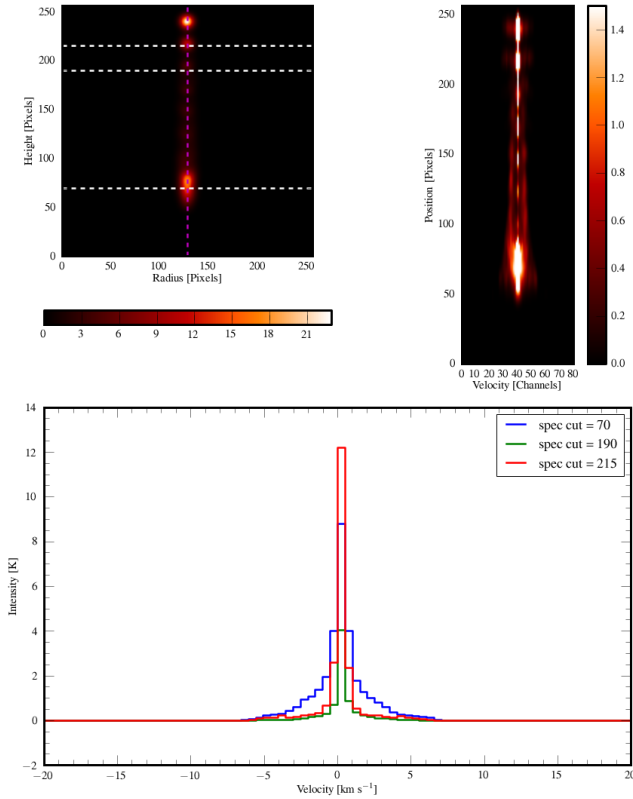 250
200
150
100
50
0
Height [Pixels]
0 50 100 150 200 250
Radius [Pixels]
0 3 6 9 12 15 18 21
250
200
150
100
50
0
Position [Pixels]
0 10 20 30 40 50 60 70 80
Velocity [Channels]
1.4
1.2
1.0
0.8
0.6
0.4
0.2
0.0
14
12
10
8
6
4
2
0
−2
Intensity [K]
spec cut = 70
spec cut = 190
spec cut = 215
−20 −15 −10 −5 0 5 10 15 20
Velocity [km s⁻¹]